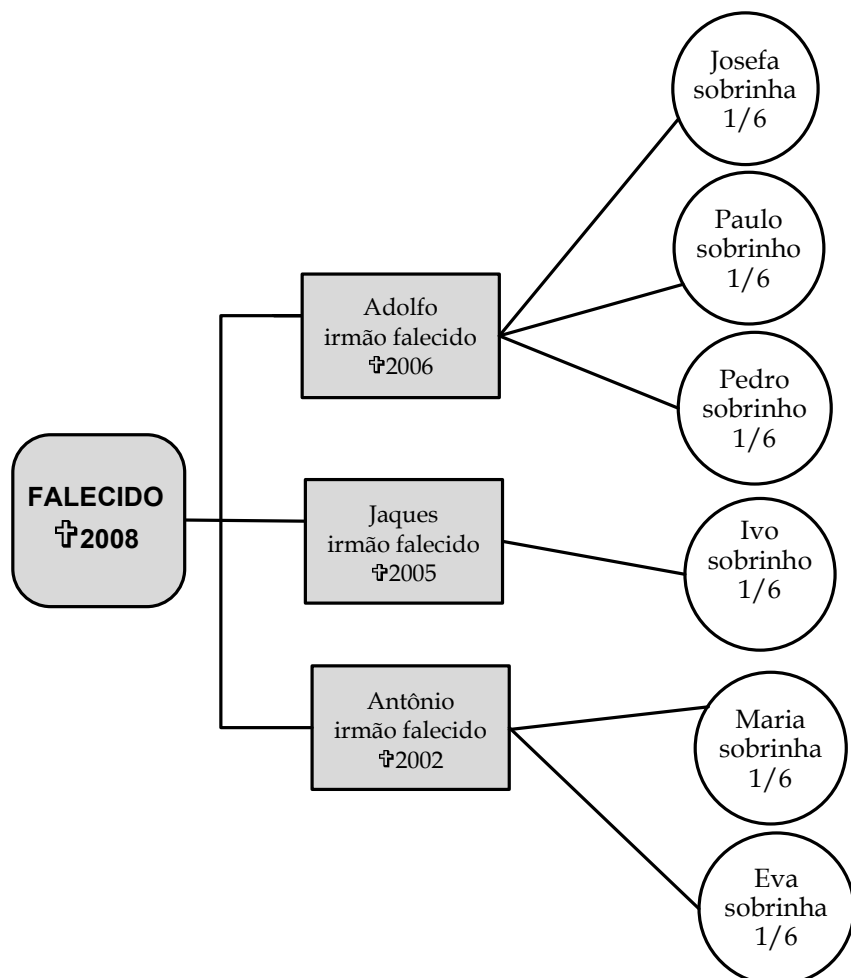 Josefa
sobrinha
1/6
Paulo
sobrinho
1/6
Adolfo
irmão falecido
✞2006
Pedro
sobrinho
1/6
FALECIDO
✞2008
Jaques
irmão falecido
✞2005
Ivo
sobrinho
1/6
Antônio
irmão falecido
✞2002
Maria
sobrinha
1/6
Eva
sobrinha
1/6